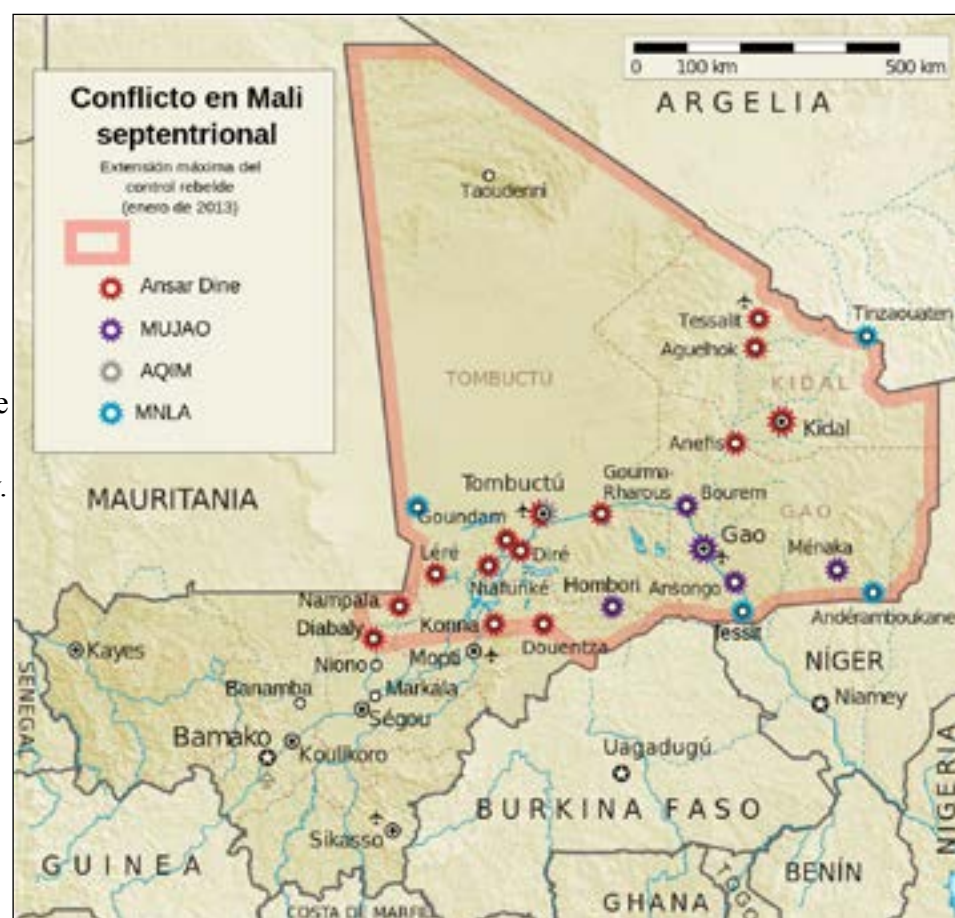 Conflicto en Mali
septentrional
Extensión máxima del
control rebelde
(enero de 2013)
Ansar Dine
MUJAO
AQIM
MNLA
0 100 km 500 km
ARGELIA
Taoudenni
Tinzaouaten
Tessalit
Aguelhok
TOMBUCTÚ
KIDAL
Kidal
Anefis
e
MAURITANIA
Tombuctú
Gourma-
Rharous
Bourem
GAO
Goundam
Gao
Ménaka
Léré
Diré
Niafunké
Hombori
Ansongo
Nampala
Andéramboukane
Diabaly
Konna
Douentza
Tessit
Kayes
Niono
Mopti
NÍGER
SENEGAL
Banamba
Markala
Niamey
Ségou
Bamako
Koulikoro
Uagadugú
BURKINA FASO
NIGERIA
Sikasso
GUINEA
BENÍN
TOGO
GHANA
COSTA DE MARFIL